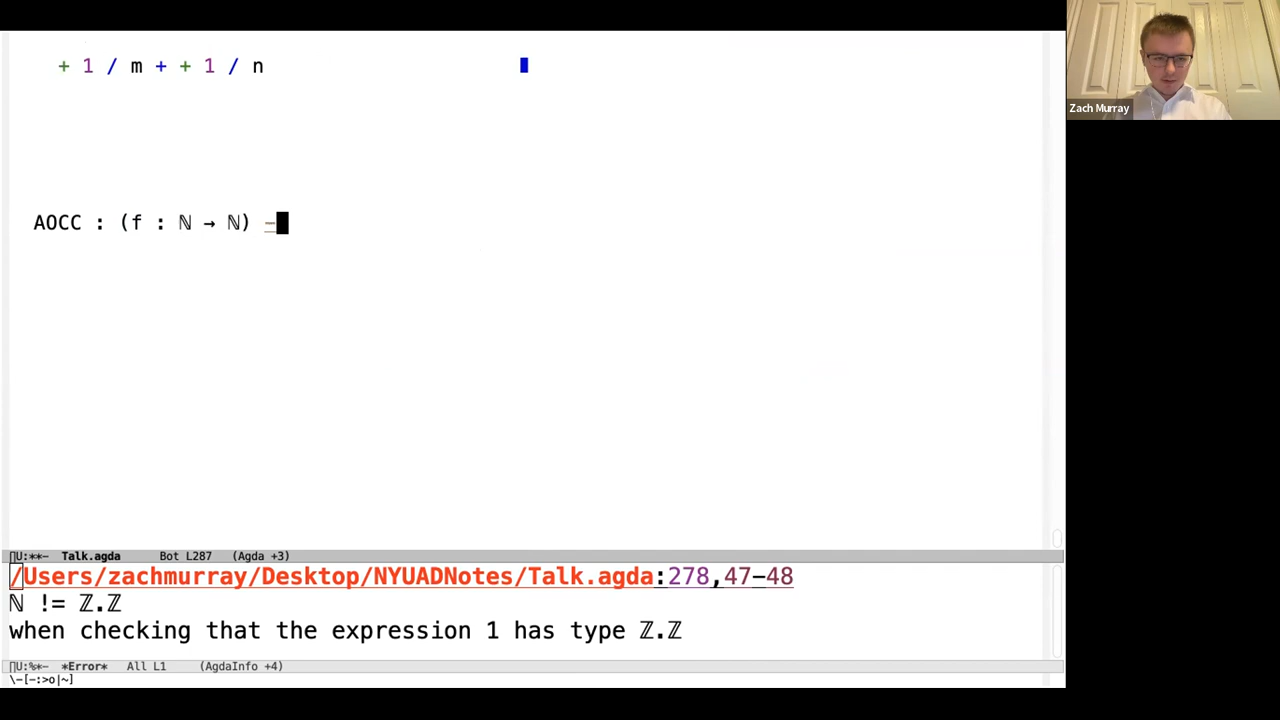 + 1 / m + + 1 / n ∎
Zach Murray
AOCC : (f : ℕ → ℕ) -
∏U:**- Talk.agda Bot L287 (Agda +3)
/Users/zachmurray/Desktop/NYUADNotes/Talk.agda:278,47-48
ℕ != ℤ.ℤ
when checking that the expression 1 has type ℤ.ℤ
∏U:%*- *Error* All L1 (AgdaInfo +4)
\-[-:>o|~]